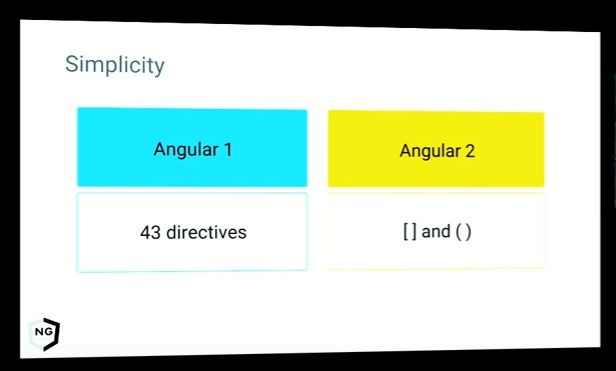 Simplicity
Angular 1
Angular 2
43 directives
[ ] and ( )
NG